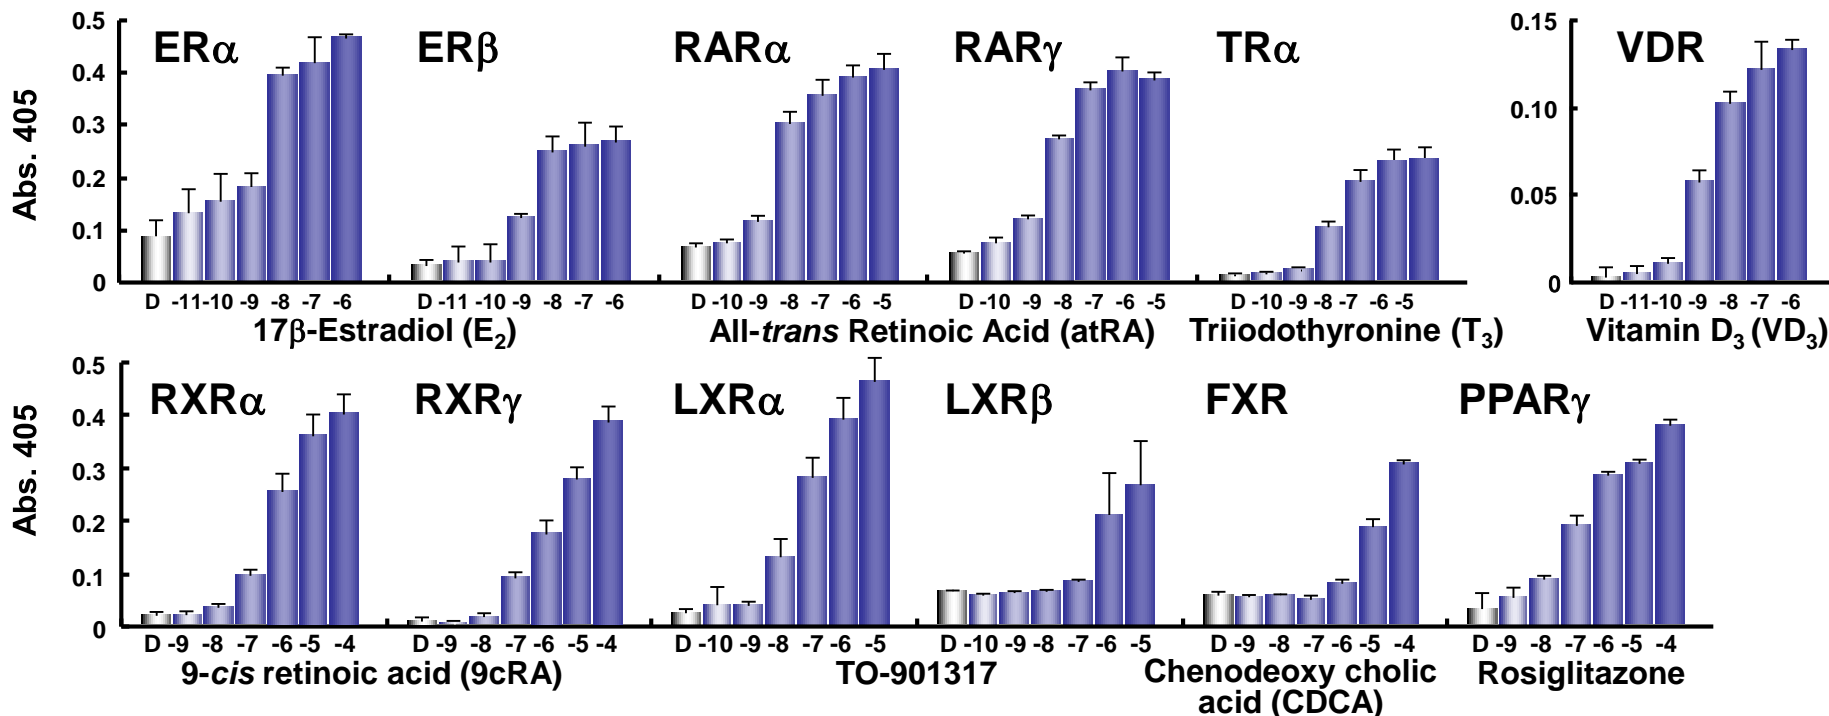 0.5 ERα ERβ RARα RARγ TRα 0.15 VDR
0.4
0.3 0.10
Abs. 405
0.2
0.05
0.1
0 0
D -11 -10 -9 -8 -7 -6 D -11 -10 -9 -8 -7 -6 D -10 -9 -8 -7 -6 -5 D -10 -9 -8 -7 -6 -5 D -10 -9 -8 -7 -6 -5 D -11 -10 -9 -8 -7 -6
17β-Estradiol (E₂) All-trans Retinoic Acid (atRA) Triiodothyronine (T₃) Vitamin D₃ (VD₃)
0.5 RXRα RXRγ LXRα LXRβ FXR PPARγ
0.4
0.3
Abs. 405
0.2
0.1
0
D -9 -8 -7 -6 -5 -4 D -9 -8 -7 -6 -5 -4 D -10 -9 -8 -7 -6 -5 D -10 -9 -8 -7 -6 -5 D -9 -8 -7 -6 -5 -4 D -9 -8 -7 -6 -5 -4
9-cis retinoic acid (9cRA) TO-901317 Chenodeoxy cholic Rosiglitazone
acid (CDCA)